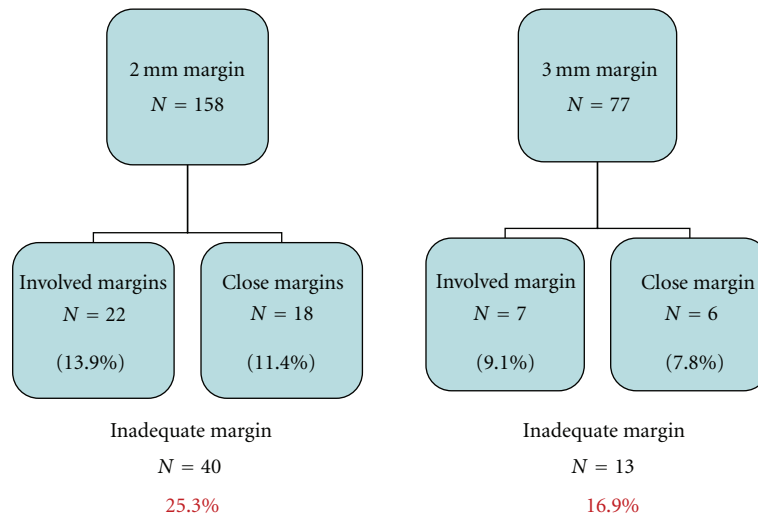 2 mm margin
N = 158
Involved margins
N = 22
(13.9%)
Close margins
N = 18
(11.4%)
Inadequate margin
N = 40
25.3%
3 mm margin
N = 77
Involved margin
N = 7
(9.1%)
Close margin
N = 6
(7.8%)
Inadequate margin
N = 13
16.9%